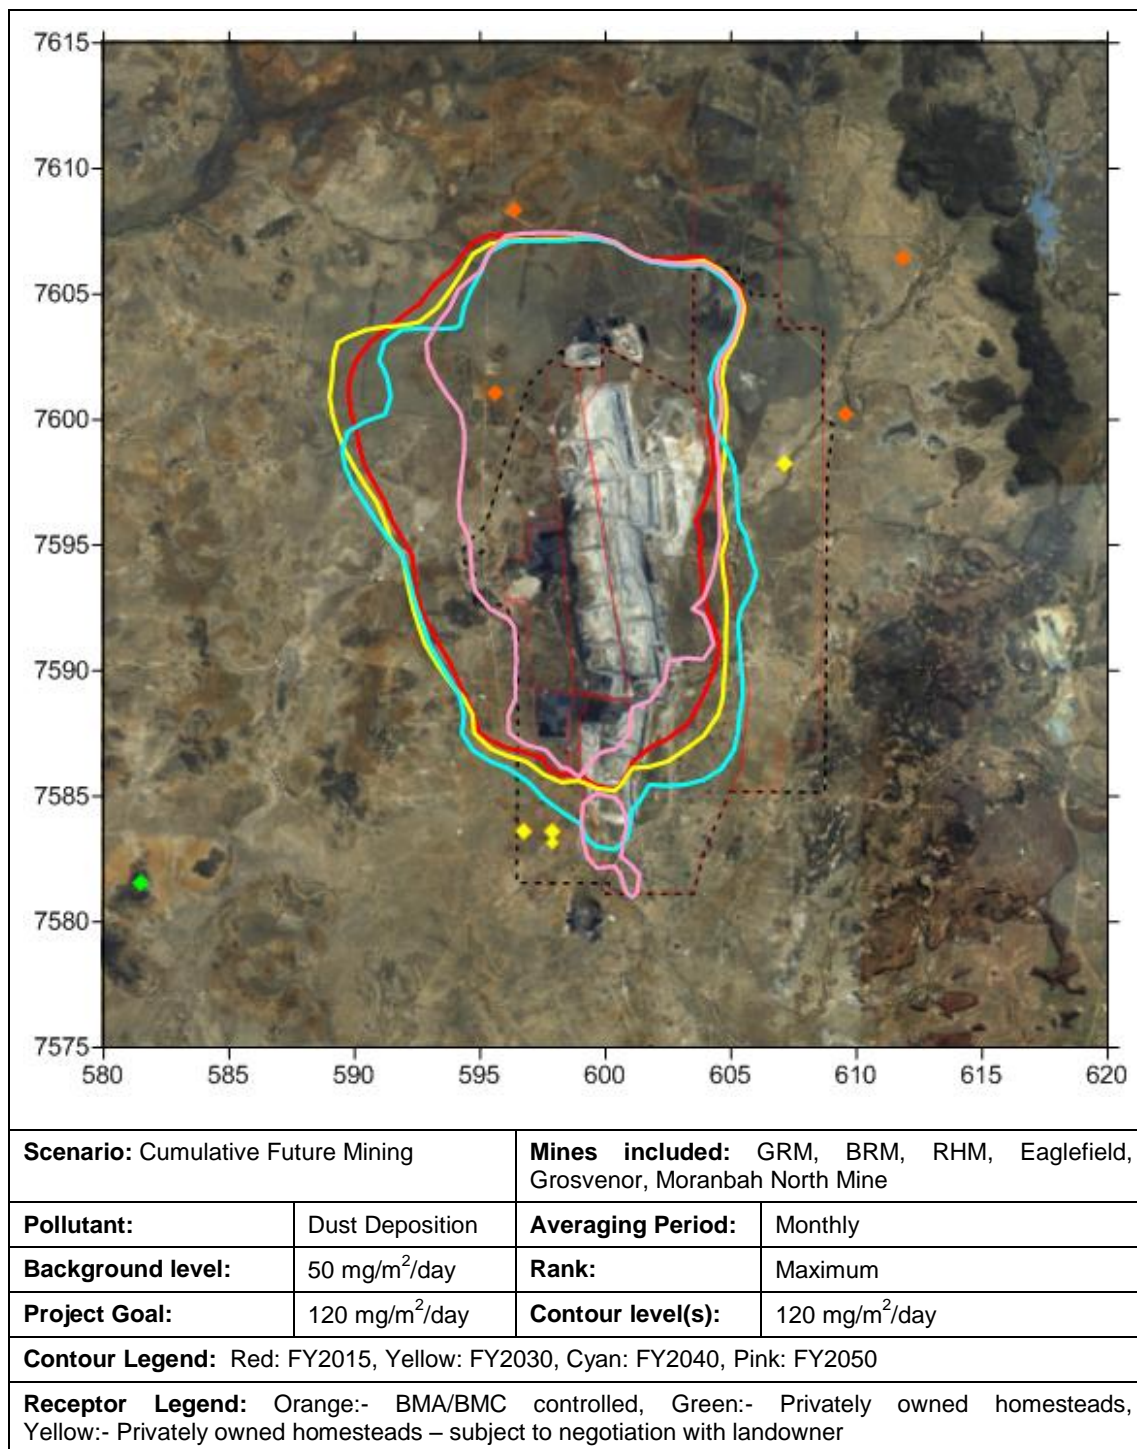 7615
7610
7605
7600
7595
7590
7585
7580
7575
580 585 590 595 600 605 610 615 620
Scenario: Cumulative Future Mining
Mines included: GRM, BRM, RHM, Eaglefield,
Grosvenor, Moranbah North Mine
Pollutant: Dust Deposition Averaging Period: Monthly
Background level: 50 mg/m²/day Rank: Maximum
Project Goal: 120 mg/m²/day Contour level(s): 120 mg/m²/day
Contour Legend: Red: FY2015, Yellow: FY2030, Cyan: FY2040, Pink: FY2050
Receptor Legend: Orange:- BMA/BMC controlled, Green:- Privately owned homesteads,
Yellow:- Privately owned homesteads – subject to negotiation with landowner